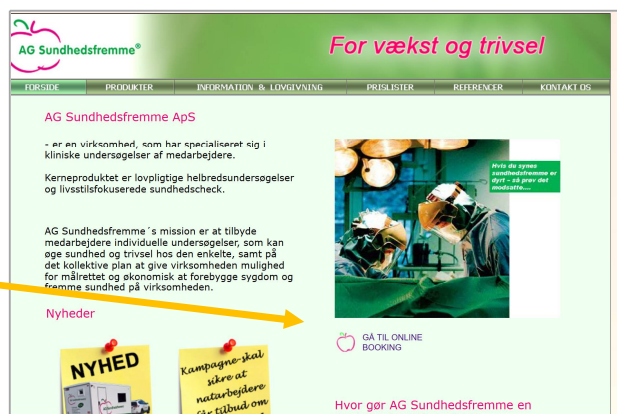 AG Sundhedsfremme®
For vækst og trivsel
FORSIDE PRODUKTER INFORMATION & LOVGIVNING PRISLISTER REFERENCER KONTAKT OS
AG Sundhedsfremme ApS
- er en virksomhed, som har specialiseret sig i
kliniske undersøgelser af medarbejdere.
Kerneproduktet er lovpligtige helbredsundersøgelser
og livsstilsfokuserede sundhedscheck.
AG Sundhedsfremme´s mission er at tilbyde
medarbejdere individuelle undersøgelser, som kan
øge sundhed og trivsel hos den enkelte, samt på
det kollektive plan at give virksomheden mulighed
for målrettet og økonomisk at forebygge sygdom og
fremme sundhed på virksomheden.
Hvis du synes
sundhedsfremme er
dyrt - så prøv det
modsatte....
GÅ TIL ONLINE
BOOKING
Nyheder
NYHED
Kampagne-skal
sikre at
natarbejdere
får tilbud om
Hvor gør AG Sundhedsfremme en